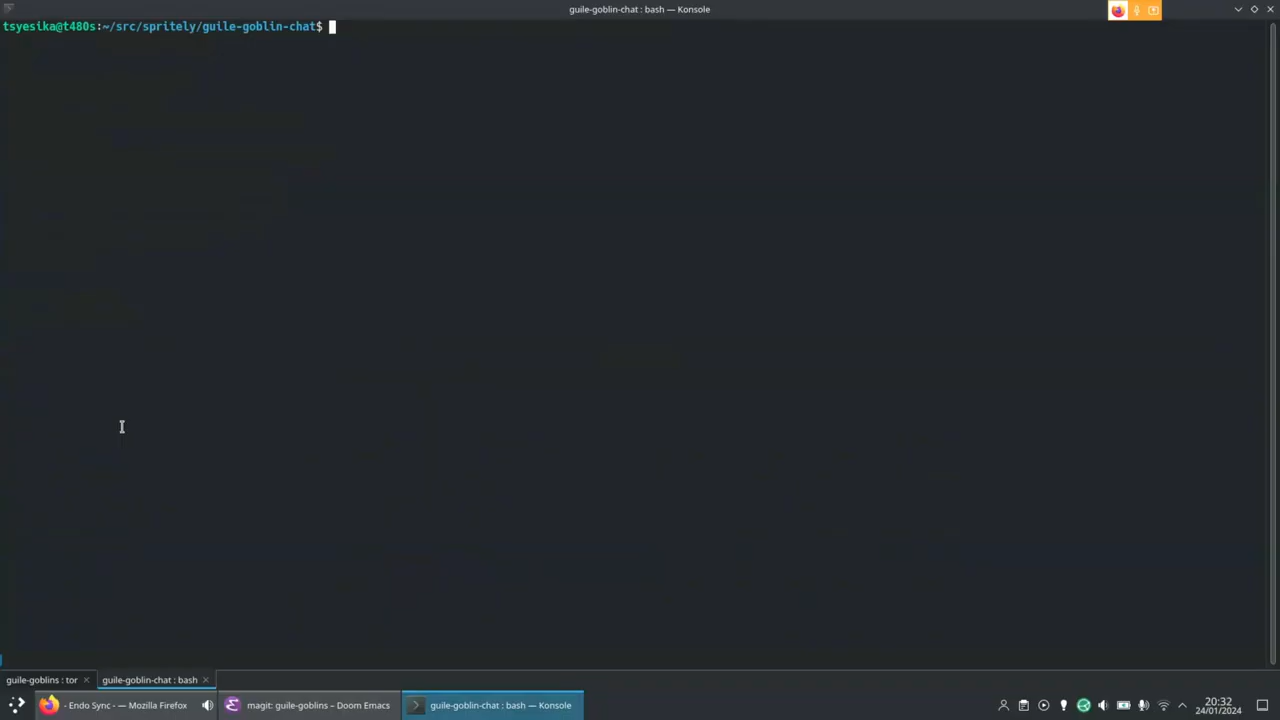 guile-goblin-chat : bash — Konsole
tsyesika@t480s:~/src/spritely/guile-goblin-chat$
guile-goblins : tor
guile-goblin-chat : bash
- Endo Sync - — Mozilla Firefox
magit: guile-goblins – Doom Emacs
guile-goblin-chat : bash — Konsole
20:32
24/01/2024